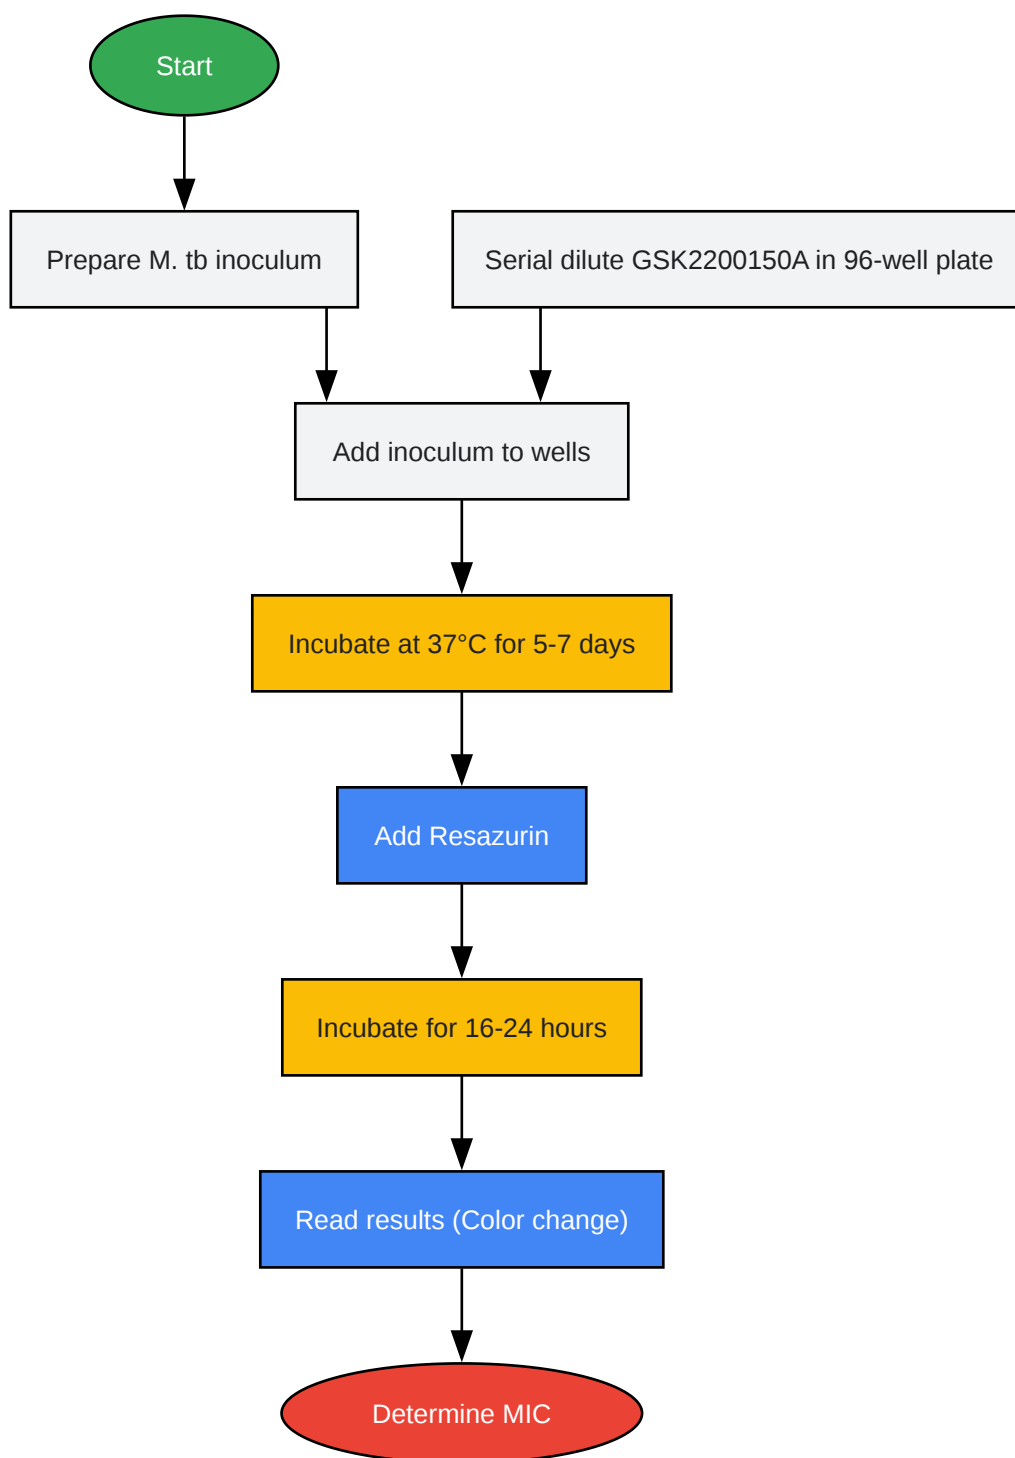 Start
Prepare M. tb inoculum
Serial dilute GSK2200150A in 96-well plate
Add inoculum to wells
Incubate at 37°C for 5-7 days
Add Resazurin
Incubate for 16-24 hours
Read results (Color change)
Determine MIC